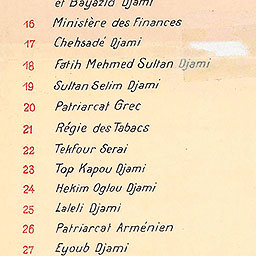 et Bayazid Djami
16 Ministère des Finances
17 Chehsadé Djami
18 Fatih Mehmed Sultan Djami
19 Sultan Selim Djami
20 Patriarcat Grec
21 Régie des Tabacs
22 Tekfour Serai
23 Top Kapou Djami
24 Hekim Oglou Djami
25 Laleli Djami
26 Patriarcat Arménien
27 Eyoub Djami